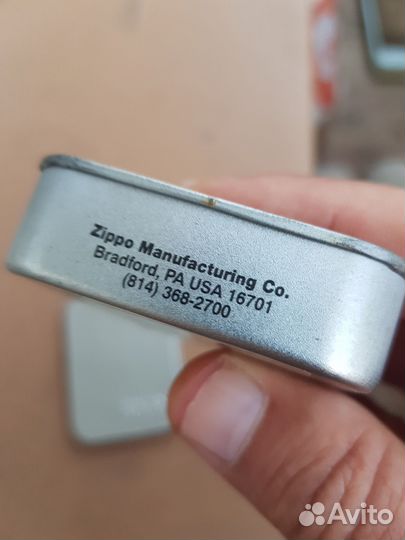 Zippo Manufacturing Co.
Bradford, PA USA 16701
(814) 368-2700
Avito